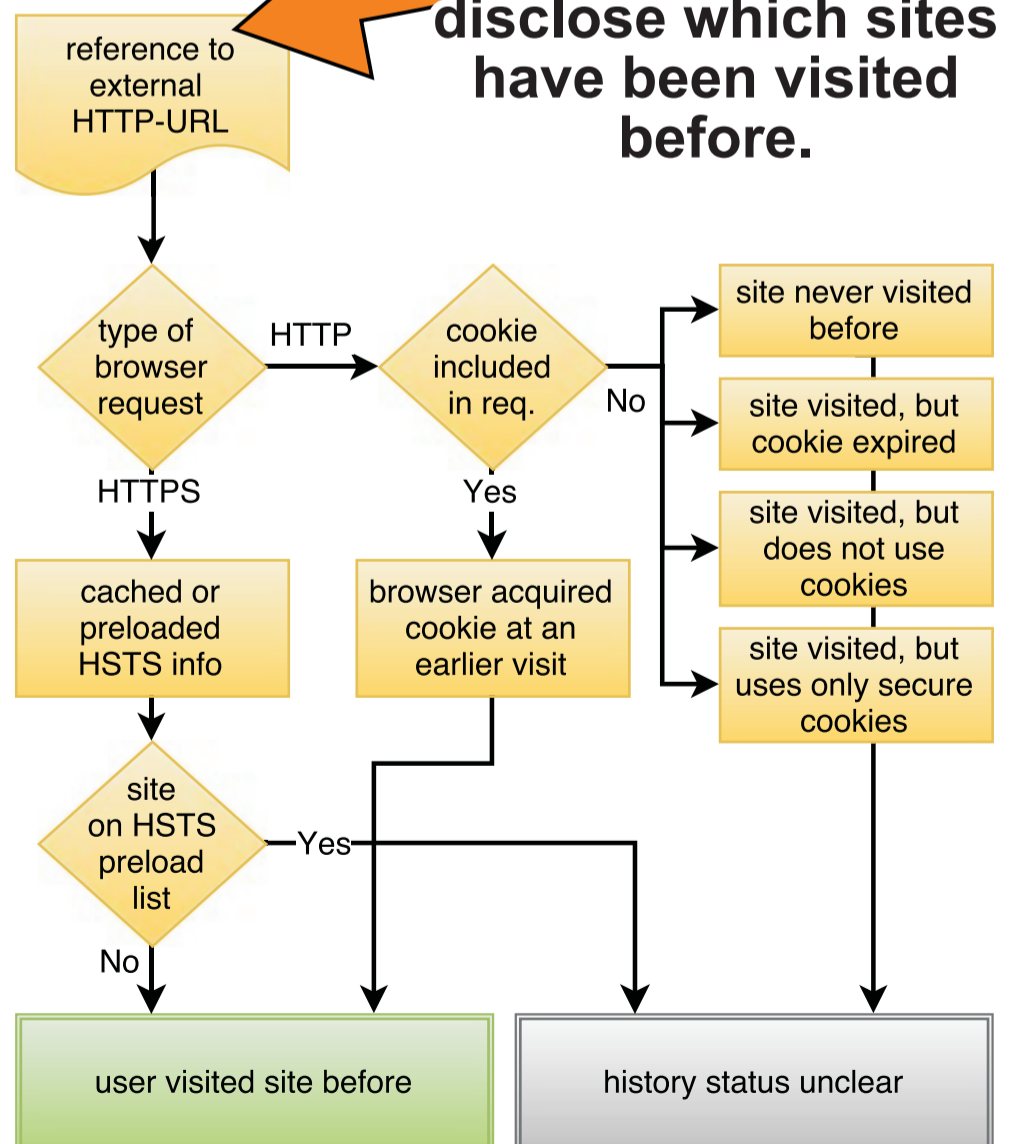 disclose which sites
have been visited
before.
reference to
external
HTTP-URL
type of
browser
request
HTTP
cookie
included
in req.
No
site never visited
before
site visited, but
cookie expired
site visited, but
does not use
cookies
site visited, but
uses only secure
cookies
HTTPS
Yes
cached or
preloaded
HSTS info
browser acquired
cookie at an
earlier visit
site
on HSTS
preload
list
Yes
No
user visited site before
history status unclear